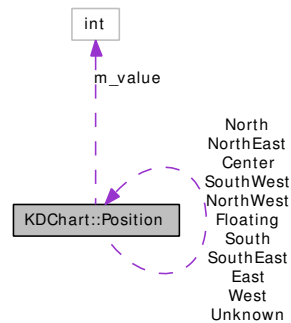 int
m_value
North
NorthEast
Center
SouthWest
NorthWest
Floating
South
SouthEast
East
West
Unknown
KDChart::Position